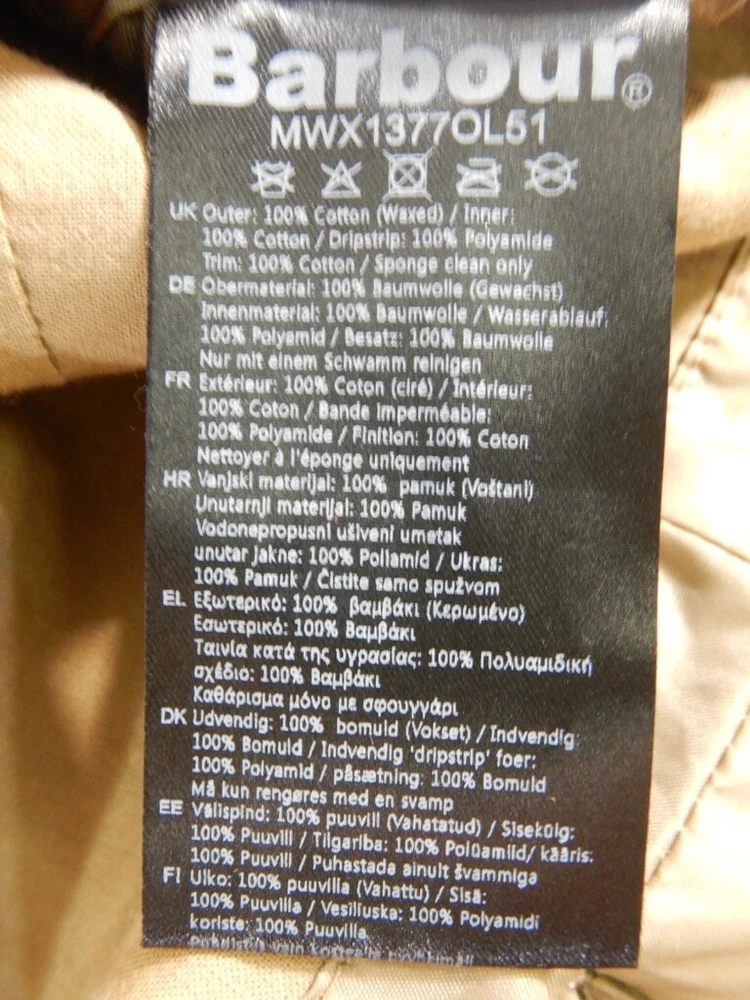 Barbour®
MWX1377OL51
UK Outer: 100% Cotton (Waxed) / Inner:
100% Cotton / Dripstrip: 100% Polyamide
Trim: 100% Cotton / Sponge clean only
DE Obermaterial: 100% Baumwolle (Gewachst)
Innenmaterial: 100% Baumwolle / Wasserablauf:
100% Polyamid / Besatz: 100% Baumwolle
Nur mit einem Schwamm reinigen
FR Extérieur: 100% Coton (ciré) / Intérieur:
100% Coton / Bande imperméable:
100% Polyamide / Finition: 100% Coton
Nettoyer à l'éponge uniquement
HR Vanjski materijal: 100% pamuk (Voštani)
Unutarnji materijal: 100% Pamuk
Vodonepropusni ušiveni umetak
unutar jakne: 100% Poliamid / Ukras:
100% Pamuk / Čistite samo spužvom
EL Εξωτερικό: 100% βαμβάκι (Κερωμένο)
Εσωτερικό: 100% Βαμβάκι
Ταινία κατά της υγρασίας: 100% Πολυαμιδική
σχέδιο: 100% Βαμβάκι
Καθάρισμα μόνο με σφουγγάρι
DK Udvendig: 100% bomuld (Vokset) / Indvendig:
100% Bomuld / Indvendig 'dripstrip' foer:
100% Polyamid / påsætning: 100% Bomuld
Må kun rengøres med en svamp
EE Välispind: 100% puuvill (Vahatatud) / Sisekülg:
100% Puuvill / Tilgariba: 100% Polüamiid/ kääris:
100% Puuvill / Puhastada ainult švammiga
FI Ulko: 100% puuvilla (Vahattu) / Sisä:
100% Puuvilla / Vesiliuska: 100% Polyamidi
koriste: 100% Puuvilla